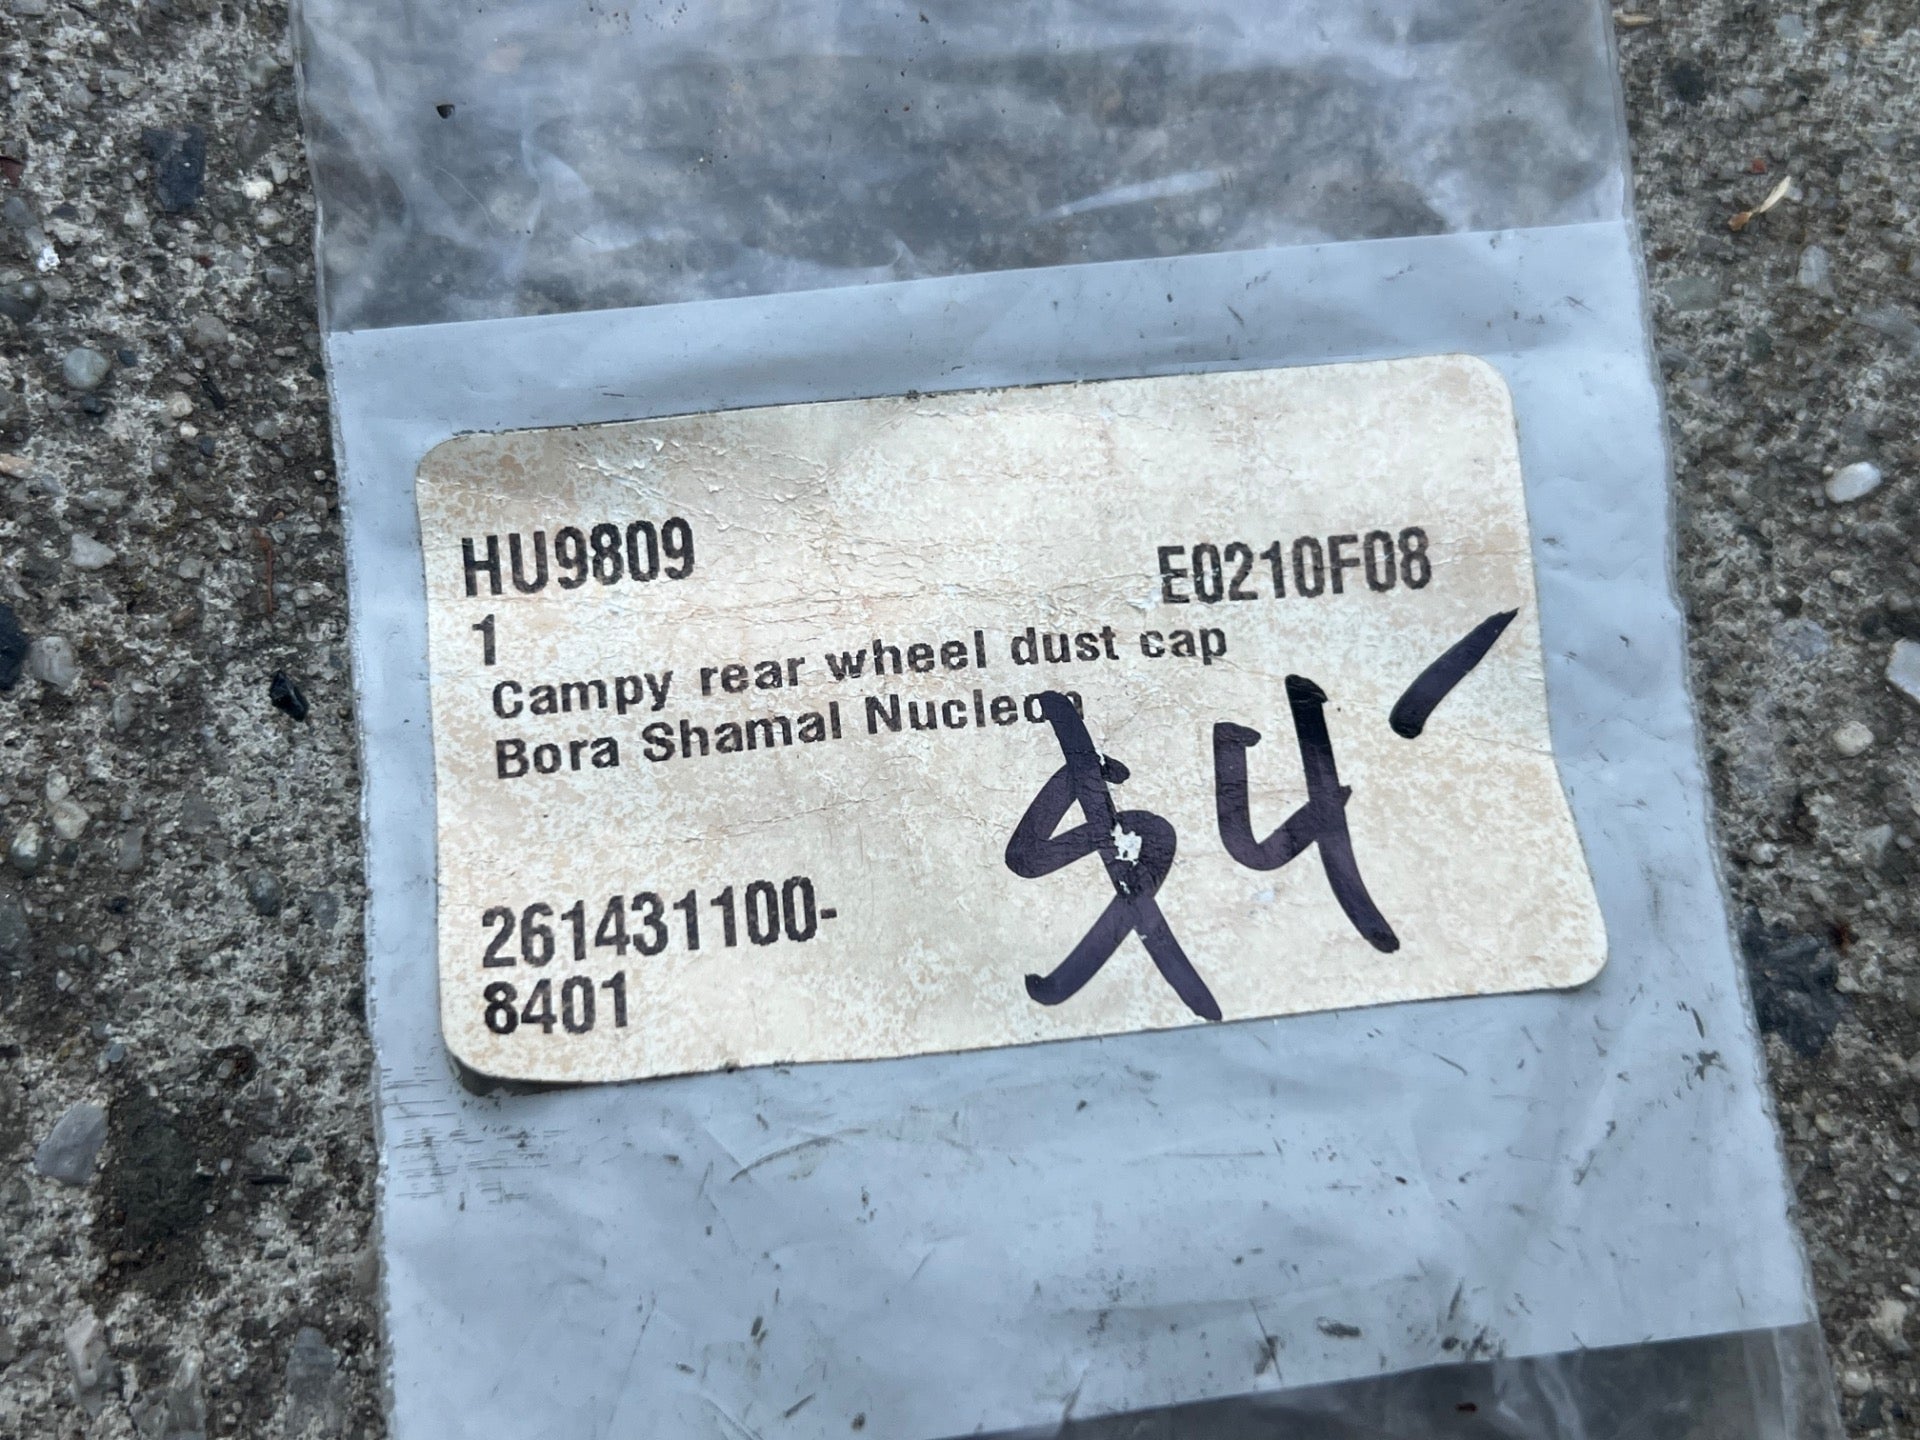 HU9809 E0210F08
1
Campy rear wheel dust cap
Bora Shamal Nucleon
$4
261431100-
8401